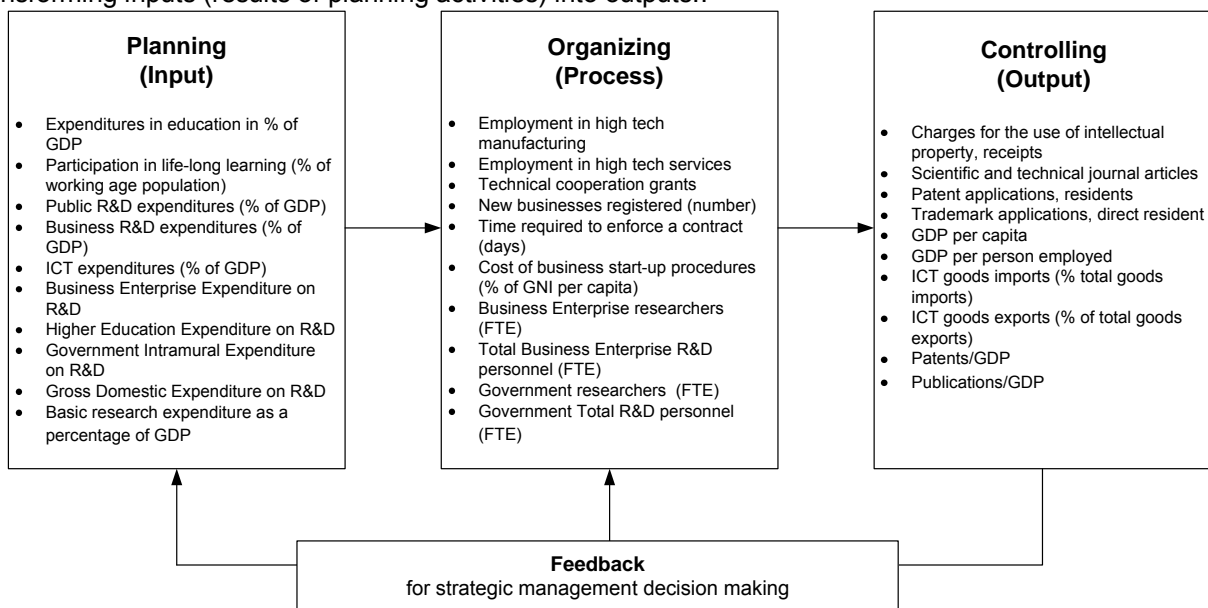 nsforming inputs (results of planning activities) into outputs..
Planning
(Input)
• Expenditures in education in % of
GDP
• Participation in life-long learning (% of
working age population)
• Public R&D expenditures (% of GDP)
• Business R&D expenditures (% of
GDP)
• ICT expenditures (% of GDP)
• Business Enterprise Expenditure on
R&D
• Higher Education Expenditure on R&D
• Government Intramural Expenditure
on R&D
• Gross Domestic Expenditure on R&D
• Basic research expenditure as a
percentage of GDP
Organizing
(Process)
• Employment in high tech
manufacturing
• Employment in high tech services
• Technical cooperation grants
• New businesses registered (number)
• Time required to enforce a contract
(days)
• Cost of business start-up procedures
(% of GNI per capita)
• Business Enterprise researchers
(FTE)
• Total Business Enterprise R&D
personnel (FTE)
• Government researchers (FTE)
• Government Total R&D personnel
(FTE)
Controlling
(Output)
• Charges for the use of intellectual
property, receipts
• Scientific and technical journal articles
• Patent applications, residents
• Trademark applications, direct resident
• GDP per capita
• GDP per person employed
• ICT goods imports (% total goods
imports)
• ICT goods exports (% of total goods
exports)
• Patents/GDP
• Publications/GDP
Feedback
for strategic management decision making